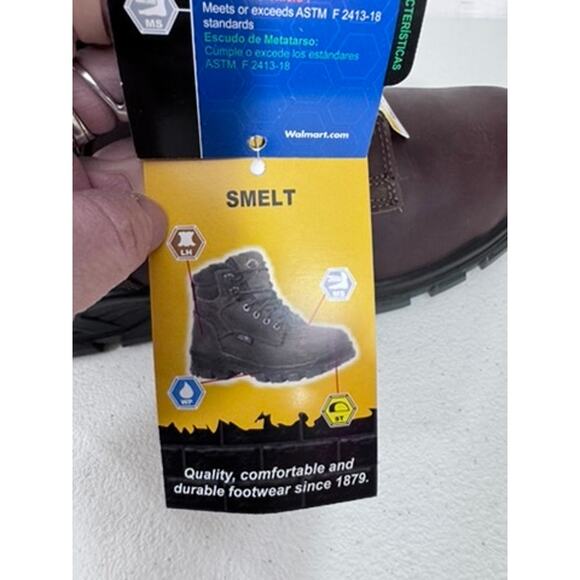 MS
Meets or exceeds ASTM F 2413-18
standards
Escudo de Metatarso:
Cumple o excede los estándares
ASTM F 2413-18
CTERÍSTICAS
Walmart.com
SMELT
LH
MS
WP
ST
Quality, comfortable and
durable footwear since 1879.